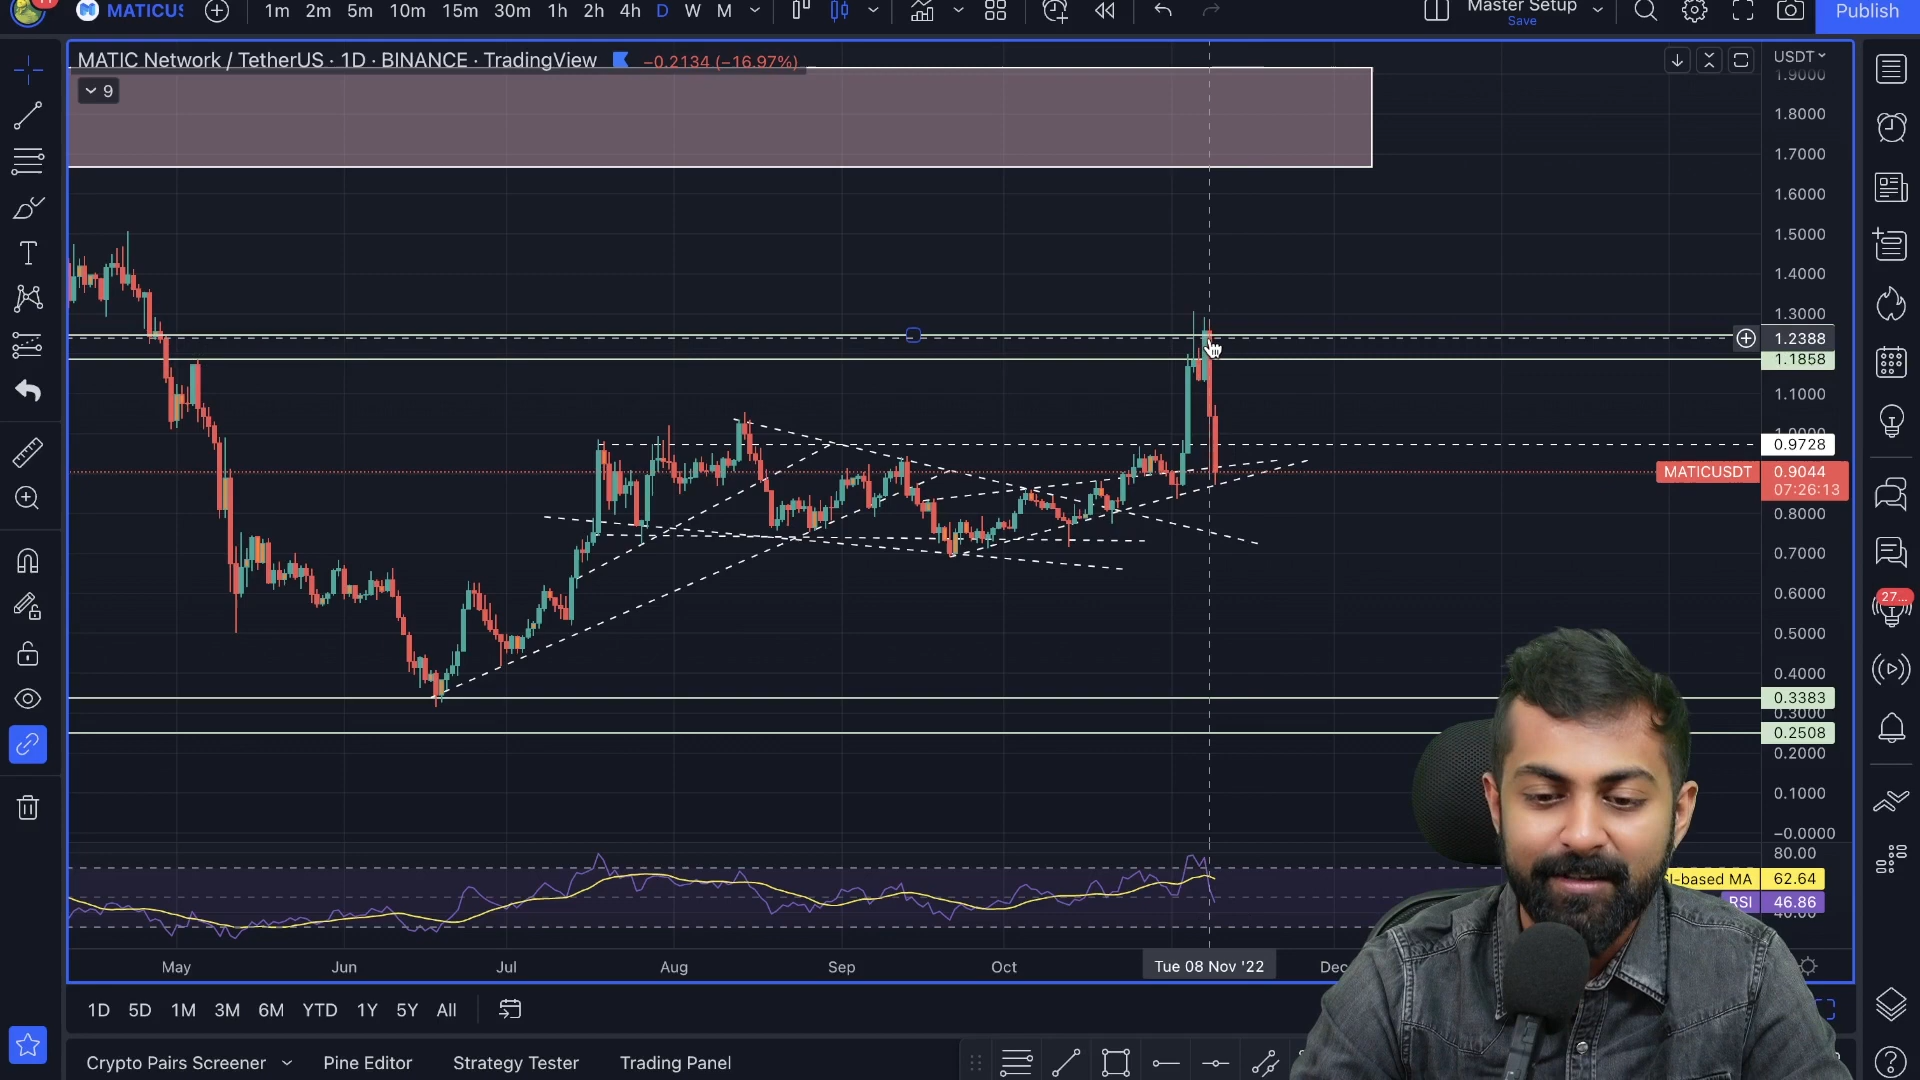 MATICUS
1m 2m 5m 10m 15m 30m 1h 2h 4h D W M
Master Setup
Save
Publish
MATIC Network / TetherUS · 1D · BINANCE · TradingView −0.2134 (−16.97%)
USDT
9
1.9000
1.8000
1.7000
1.6000
1.5000
1.4000
1.3000
1.2388
1.1858
1.1000
0.9728
MATICUSDT 0.9044
07:26:13
0.8000
0.7000
0.6000
0.5000
0.4000
0.3383
0.3000
0.2508
0.2000
0.1000
−0.0000
80.00
I-based MA 62.64
RSI 46.86
40.00
27...
May Jun Jul Aug Sep Oct Tue 08 Nov '22 Dec
1D 5D 1M 3M 6M YTD 1Y 5Y All
Crypto Pairs Screener Pine Editor Strategy Tester Trading Panel